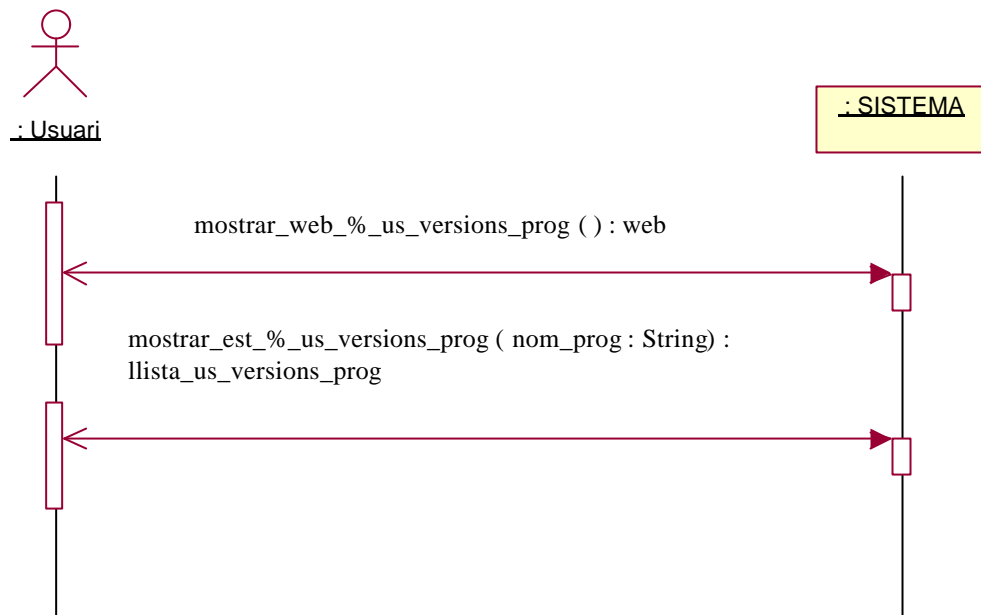 : Usuari
: SISTEMA
mostrar_web_%_us_versions_prog ( ) : web
mostrar_est_%_us_versions_prog ( nom_prog : String) :
llista_us_versions_prog